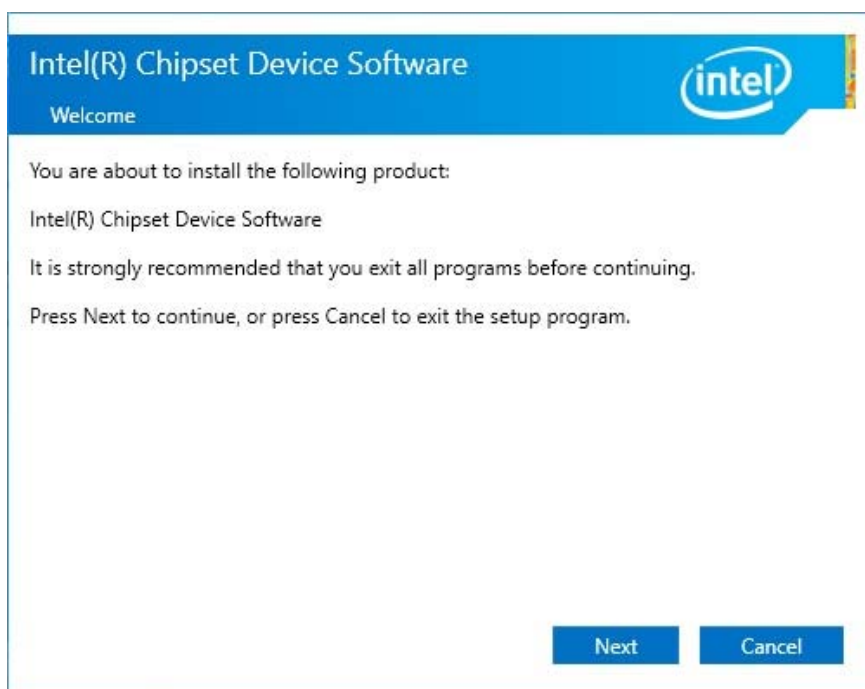 Intel(R) Chipset Device Software
intel
Welcome
You are about to install the following product:
Intel(R) Chipset Device Software
It is strongly recommended that you exit all programs before continuing.
Press Next to continue, or press Cancel to exit the setup program.
Next
Cancel